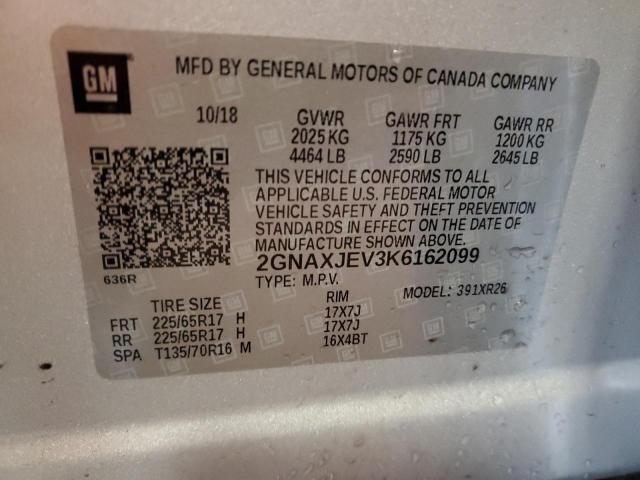 GM
MFD BY GENERAL MOTORS OF CANADA COMPANY
10/18 GVWR GAWR FRT GAWR RR
2025 KG 1175 KG 1200 KG
4464 LB 2590 LB 2645 LB
THIS VEHICLE CONFORMS TO ALL
APPLICABLE U.S. FEDERAL MOTOR
VEHICLE SAFETY AND THEFT PREVENTION
STANDARDS IN EFFECT ON THE DATE OF
MANUFACTURE SHOWN ABOVE.
2GNAXJEV3K6162099
636R TYPE: M.P.V. MODEL: 391XR26
TIRE SIZE RIM
FRT 225/65R17 H 17X7J
RR 225/65R17 H 17X7J
SPA T135/70R16 M 16X4BT